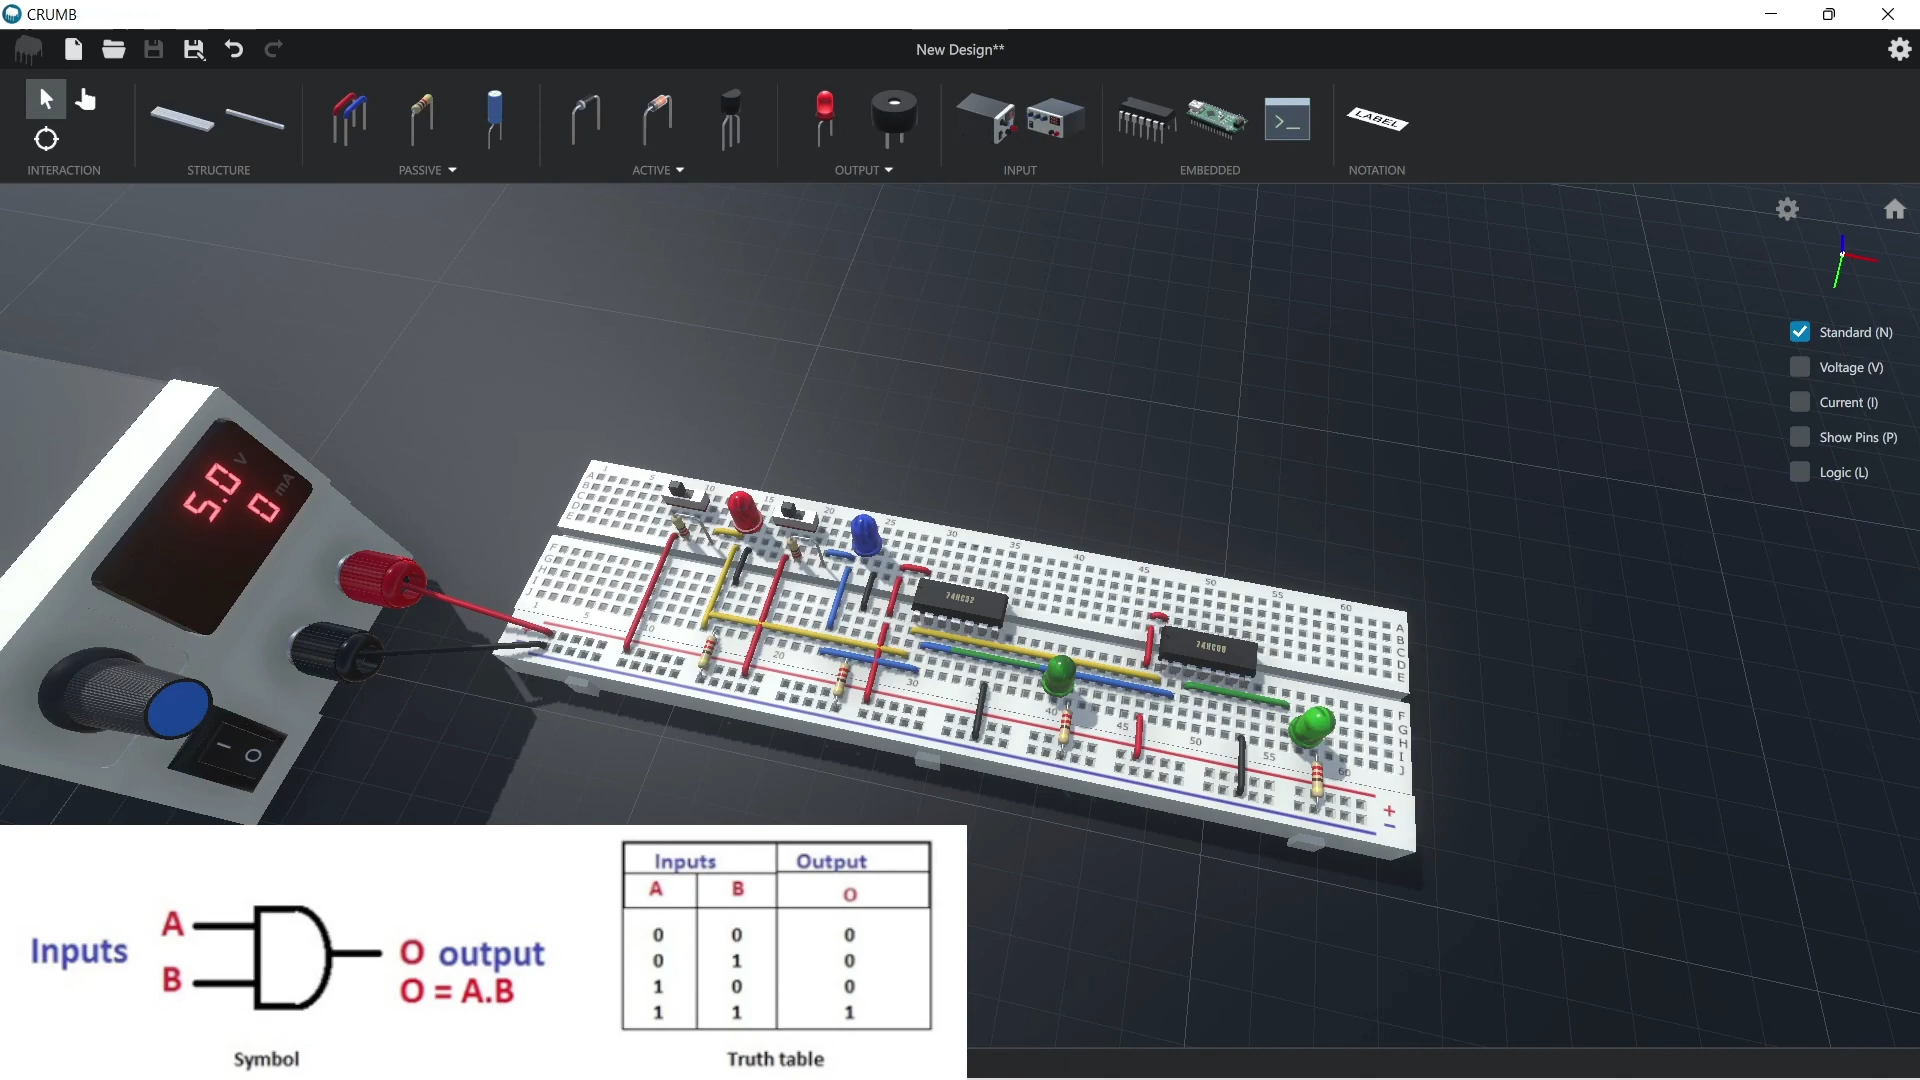 CRUMB
New Design**
INTERACTION
STRUCTURE
PASSIVE
ACTIVE
OUTPUT
INPUT
EMBEDDED
NOTATION
LABEL
Standard (N)
Voltage (V)
Current (I)
Show Pins (P)
Logic (L)
5.0 V
0 mA
74HC32
+
−
Inputs
A
B
O output
O = A.B
Symbol
Inputs Output
A B O
0 0 0
0 1 0
1 0 0
1 1 1
Truth table